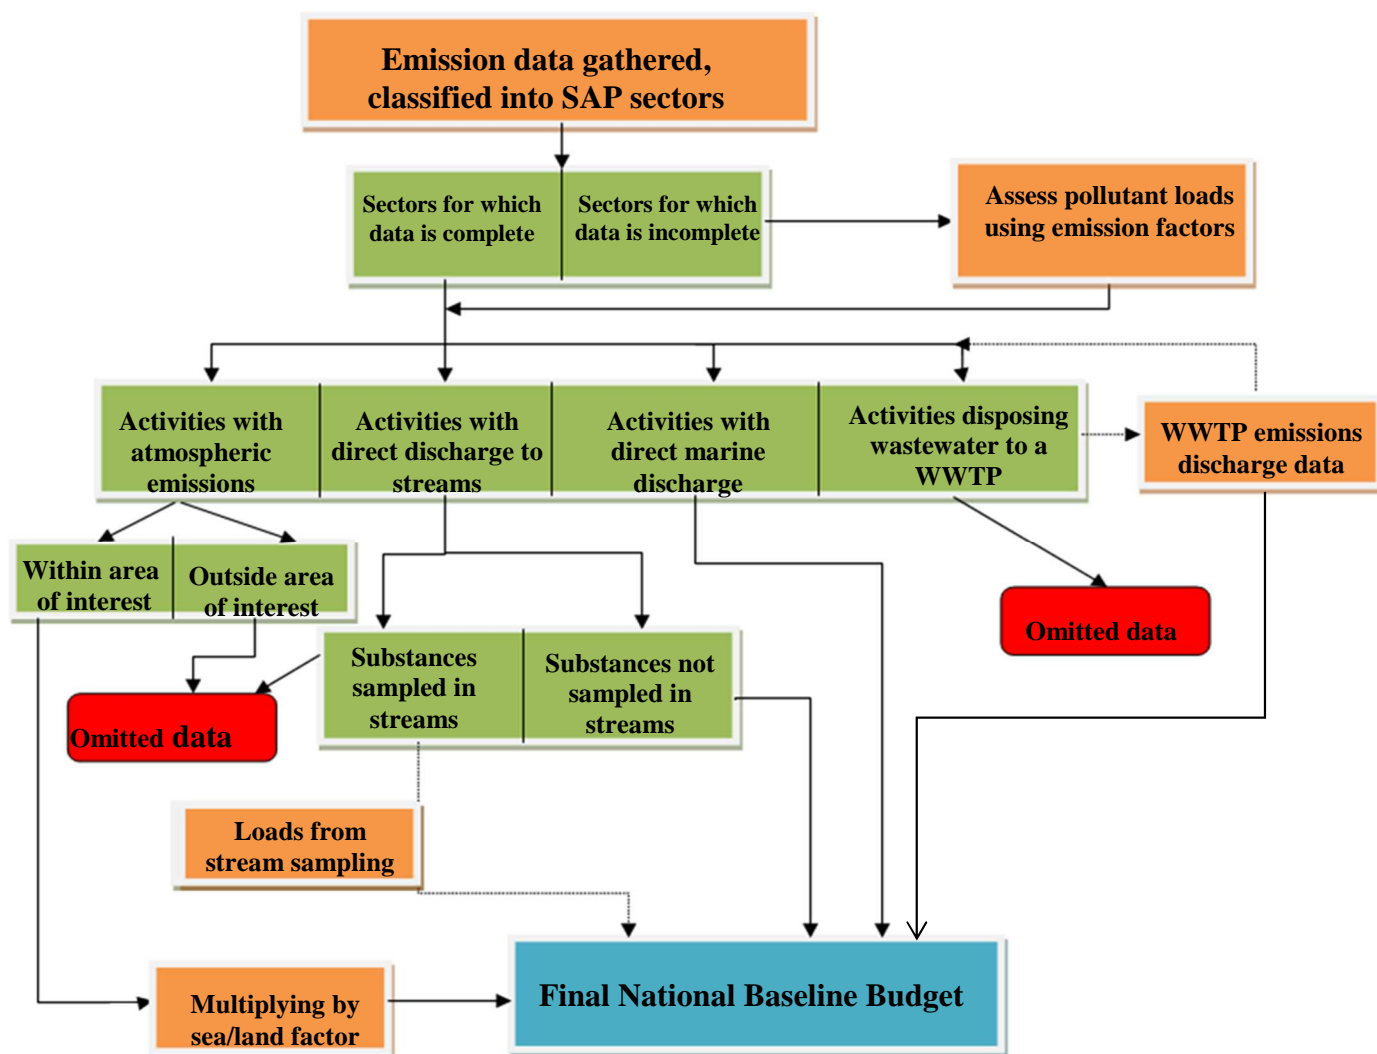 Emission data gathered,
classified into SAP sectors
Sectors for which
data is complete
Sectors for which
data is incomplete
Assess pollutant loads
using emission factors
Activities with
atmospheric
emissions
Activities with
direct discharge to
streams
Activities with
direct marine
discharge
Activities disposing
wastewater to a
WWTP
WWTP emissions
discharge data
Within area
of interest
Outside area
of interest
Omitted data
Substances
sampled in
streams
Substances not
sampled in
streams
Omitted data
Loads from
stream sampling
Multiplying by
sea/land factor
Final National Baseline Budget